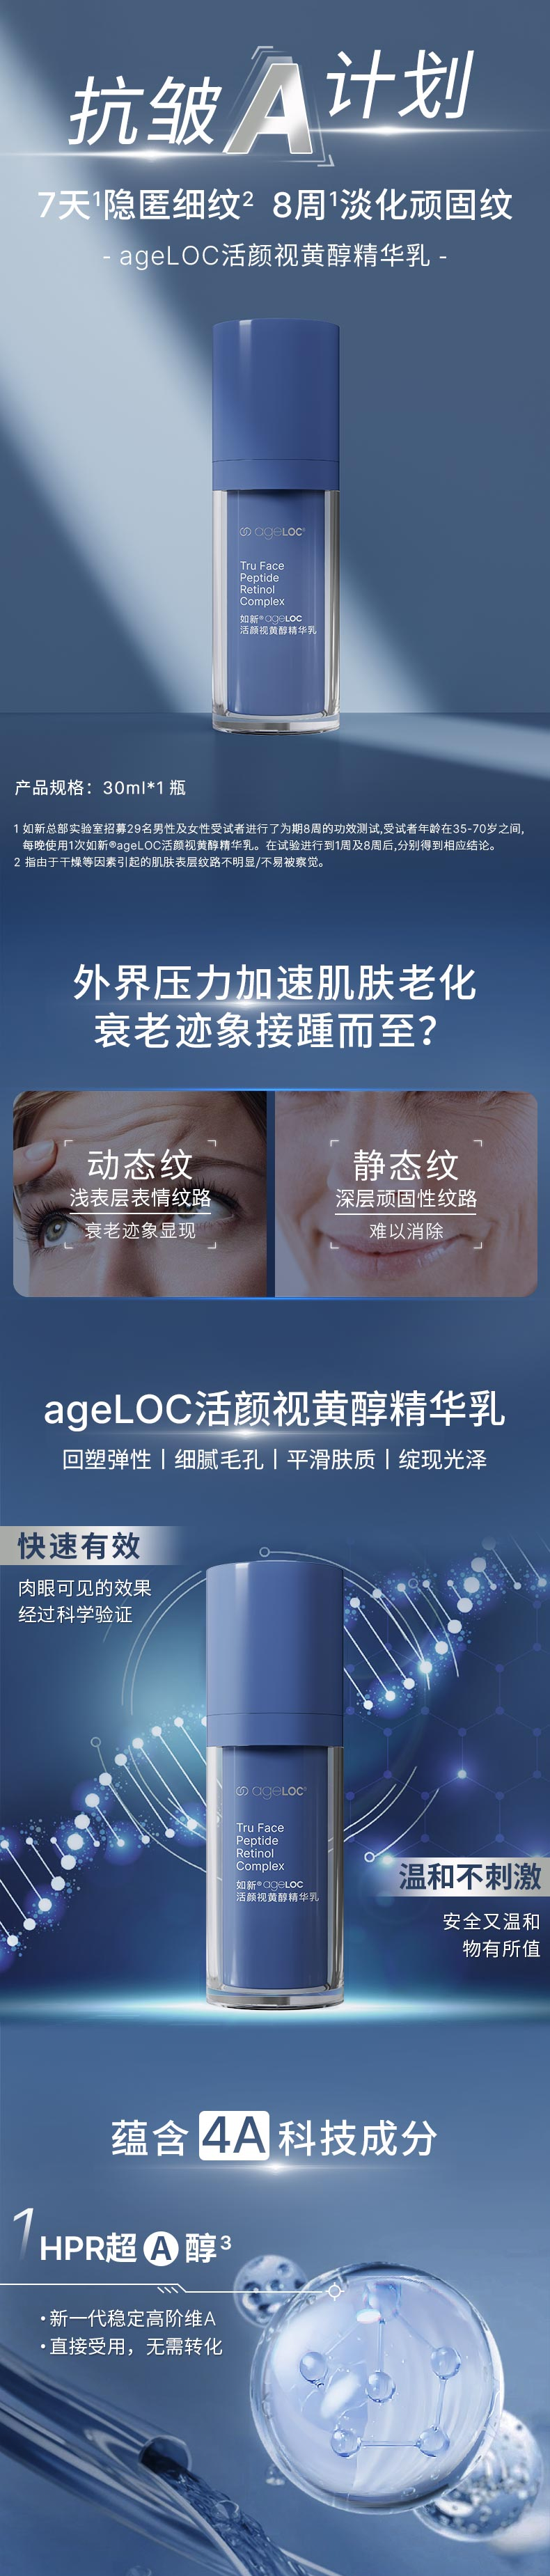 抗皱A计划
7天¹隐匿细纹² 8周¹淡化顽固纹
- ageLOC活颜视黄醇精华乳 -
ageLOC®
Tru Face
Peptide
Retinol
Complex
如新®ageLOC
活颜视黄醇精华乳
产品规格：30ml*1 瓶
1 如新总部实验室招募29名男性及女性受试者进行了为期8周的功效测试,受试者年龄在35-70岁之间,
每晚使用1次如新®ageLOC活颜视黄醇精华乳。在试验进行到1周及8周后,分别得到相应结论。
2 指由于干燥等因素引起的肌肤表层纹路不明显/不易被察觉。
外界压力加速肌肤老化
衰老迹象接踵而至?
动态纹
浅表层表情纹路
衰老迹象显现
静态纹
深层顽固性纹路
难以消除
ageLOC活颜视黄醇精华乳
回塑弹性丨细腻毛孔丨平滑肤质丨绽现光泽
快速有效
肉眼可见的效果
经过科学验证
ageLOC®
Tru Face
Peptide
Retinol
Complex
如新®ageLOC
活颜视黄醇精华乳
温和不刺激
安全又温和
物有所值
蕴含4A科技成分
1 HPR超A醇³
·新一代稳定高阶维A
·直接受用，无需转化